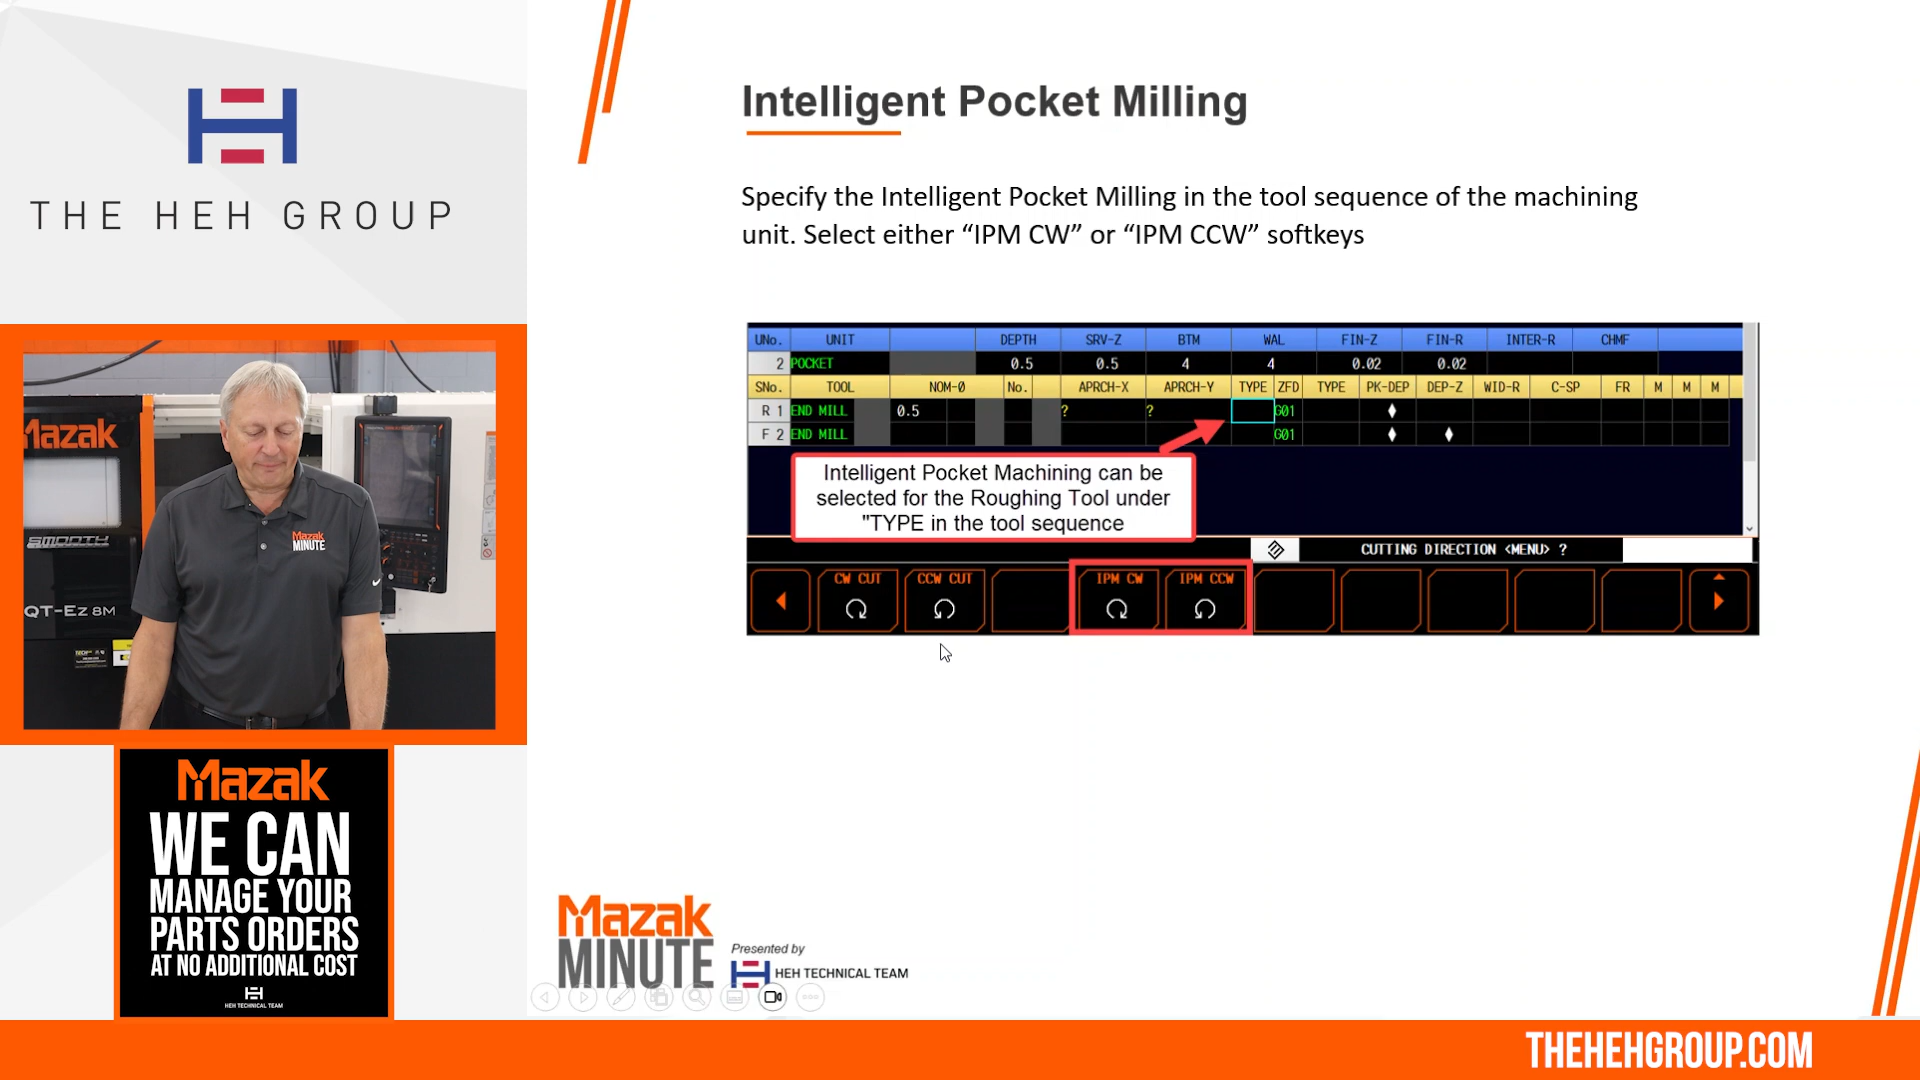 THE HEH GROUP
Mazak
SMOOTH
QT-Ez 8M
Mazak
MINUTE
Mazak
WE CAN
MANAGE YOUR
PARTS ORDERS
AT NO ADDITIONAL COST
HEH TECHNICAL TEAM
Intelligent Pocket Milling
Specify the Intelligent Pocket Milling in the tool sequence of the machining
unit. Select either “IPM CW” or “IPM CCW” softkeys
UNo. UNIT DEPTH SRV-Z BTM WAL FIN-Z FIN-R INTER-R CHMF
2 POCKET 0.5 0.5 4 4 0.02 0.02
SNo. TOOL NOM-Ø No. APRCH-X APRCH-Y TYPE ZFD TYPE PK-DEP DEP-Z WID-R C-SP FR M M M
R 1 END MILL 0.5 ? ? G01 ♦
F 2 END MILL G01 ♦ ♦
Intelligent Pocket Machining can be
selected for the Roughing Tool under
"TYPE in the tool sequence
CUTTING DIRECTION <MENU> ?
CW CUT CCW CUT IPM CW IPM CCW
Mazak
MINUTE
Presented by
HEH TECHNICAL TEAM
THEHEHGROUP.COM